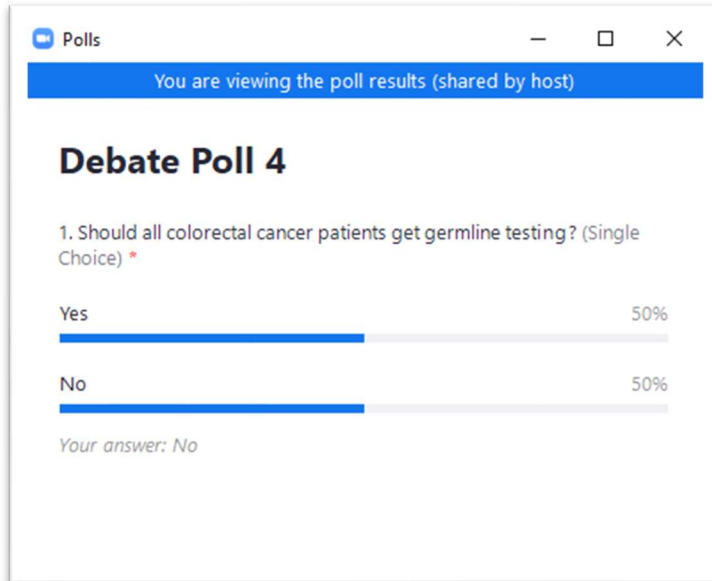 Polls
You are viewing the poll results (shared by host)
Debate Poll 4
1. Should all colorectal cancer patients get germline testing? (Single
Choice) *
Yes 50%
No 50%
Your answer: No